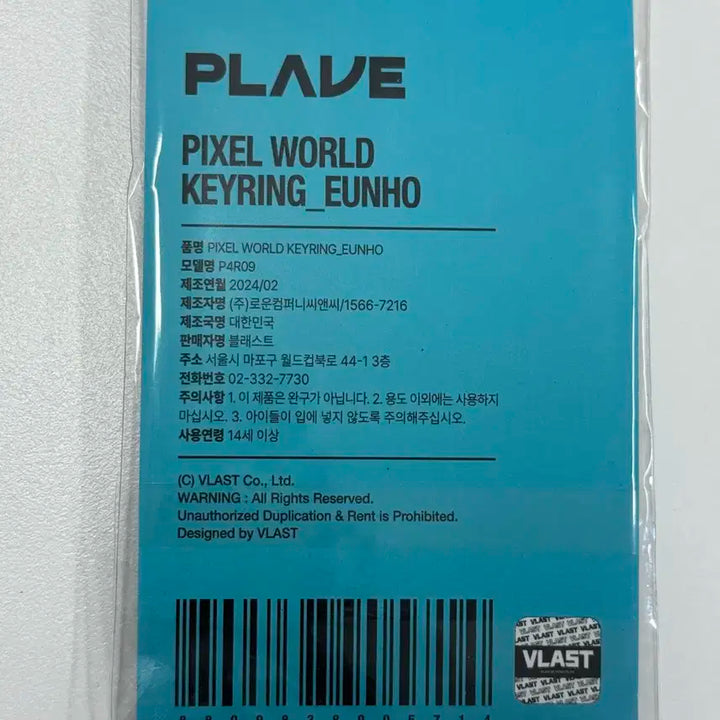 PLAVE
PIXEL WORLD
KEYRING_EUNHO
품명 PIXEL WORLD KEYRING_EUNHO
모델명 P4R09
제조연월 2024/02
제조자명 (주)로운컴퍼니씨앤씨/1566-7216
제조국명 대한민국
판매자명 블래스트
주소 서울시 마포구 월드컵북로 44-1 3층
전화번호 02-332-7730
주의사항 1. 이 제품은 완구가 아닙니다. 2. 용도 이외에는 사용하지
마십시오. 3. 아이들이 입에 넣지 않도록 주의해주십시오.
사용연령 14세 이상
(C) VLAST Co., Ltd.
WARNING : All Rights Reserved.
Unauthorized Duplication & Rent is Prohibited.
Designed by VLAST
VLAST